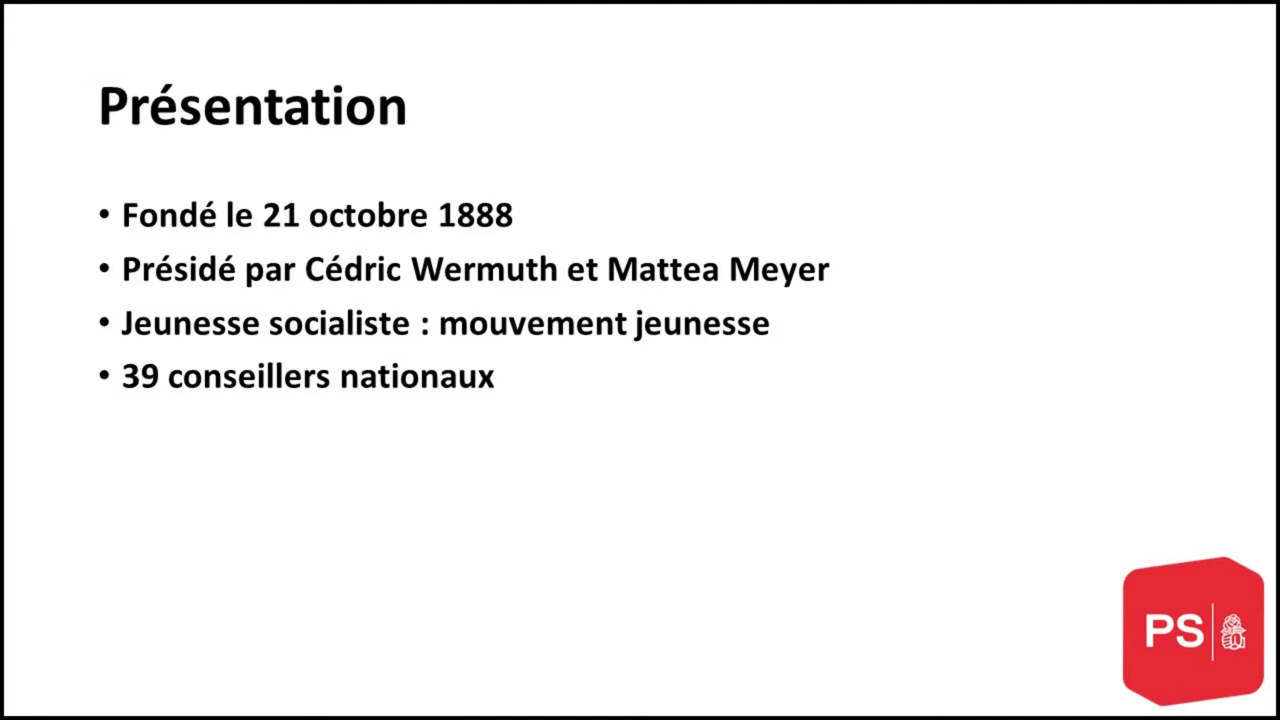 Présentation
• Fondé le 21 octobre 1888
• Présidé par Cédric Wermuth et Mattea Meyer
• Jeunesse socialiste : mouvement jeunesse
• 39 conseillers nationaux
PS